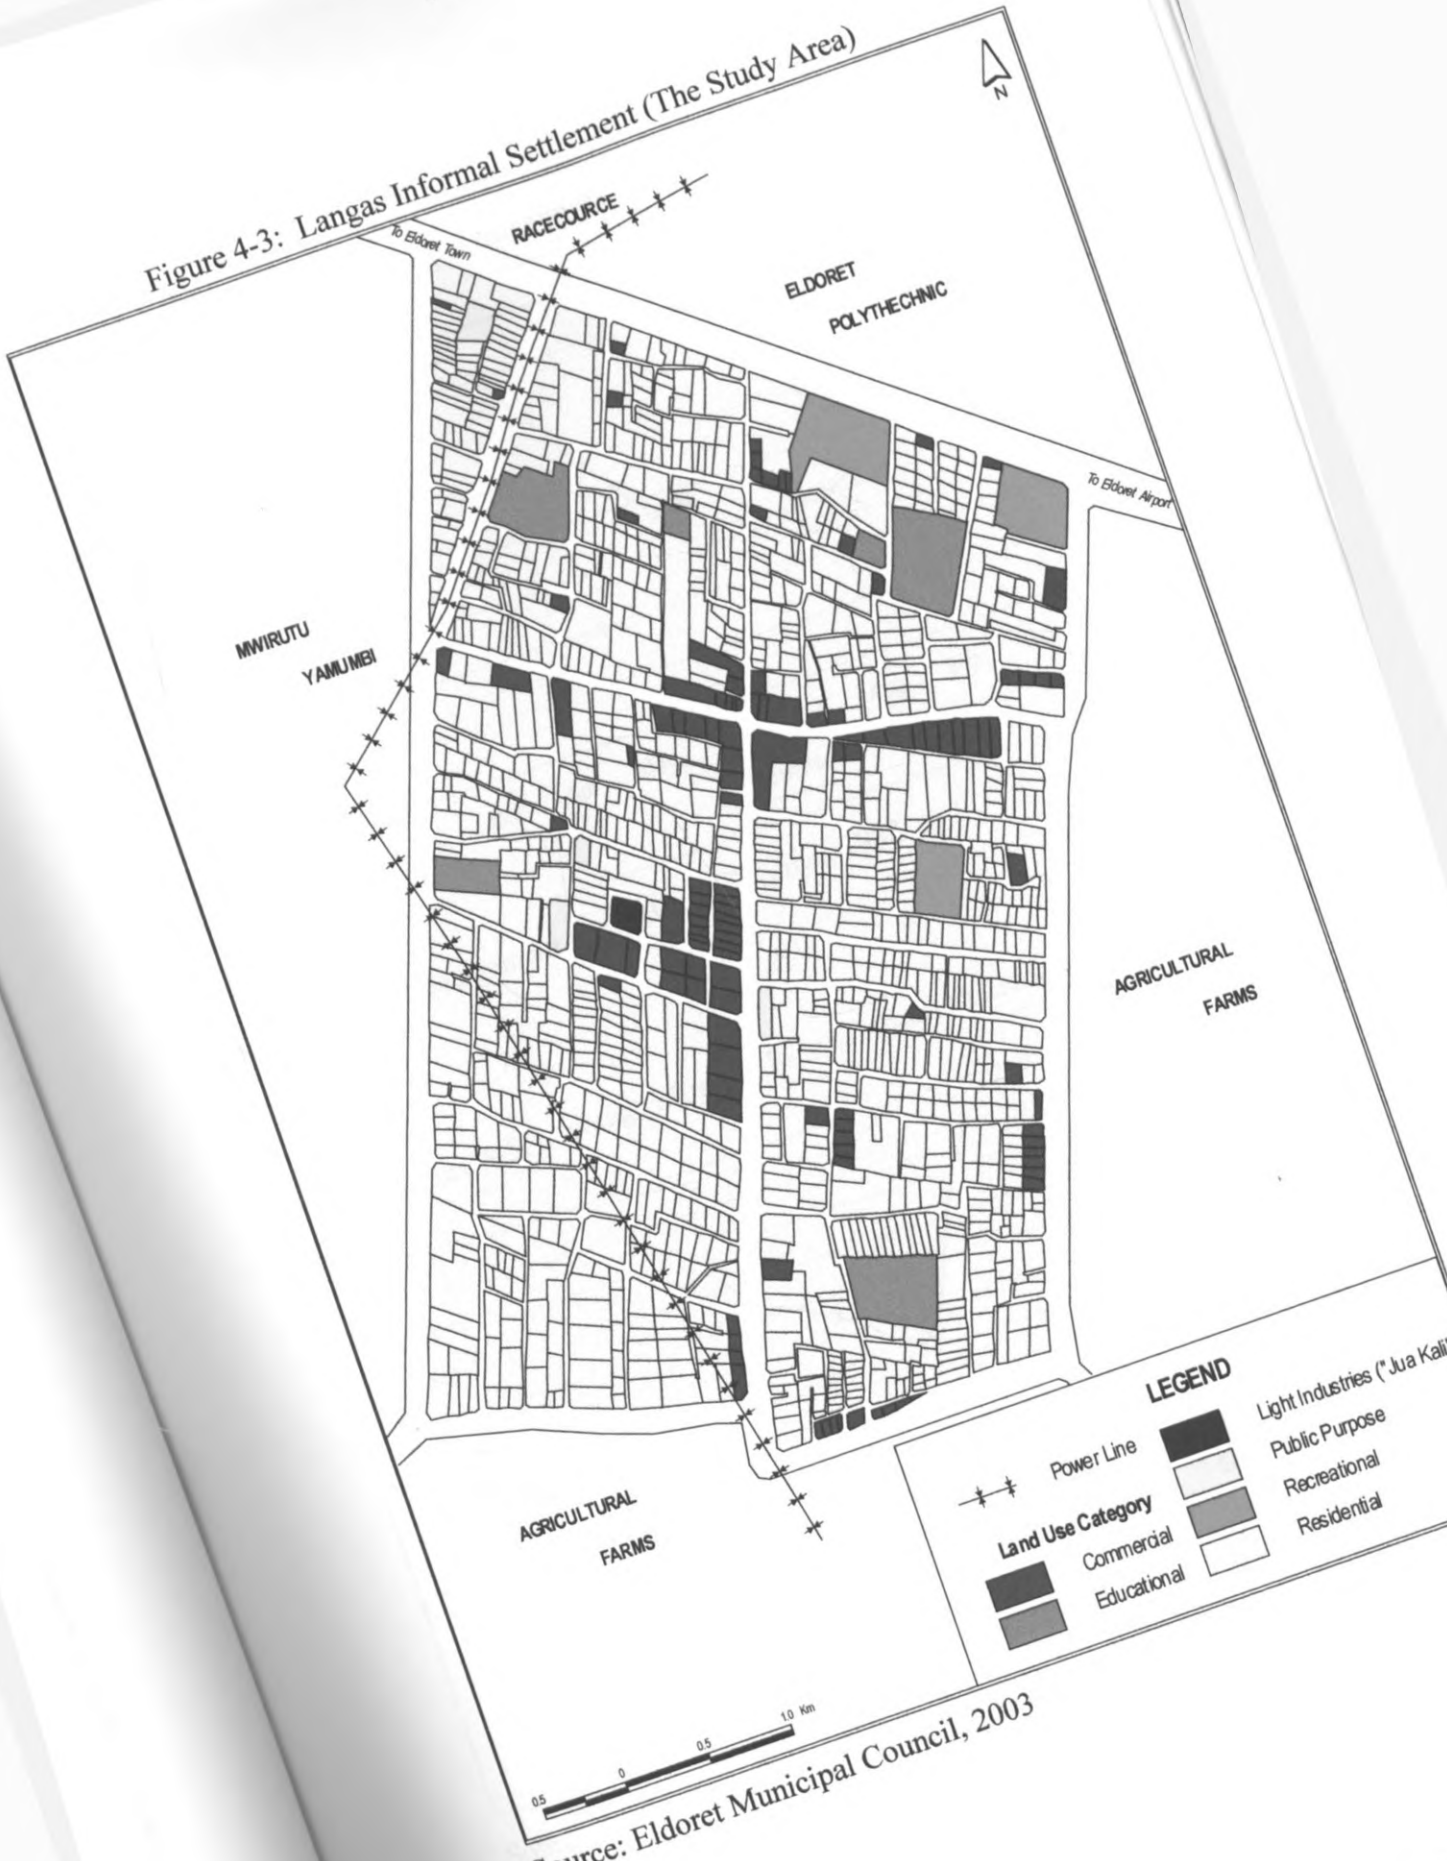 Figure 4-3: Langas Informal Settlement (The Study Area)
N
To Eldoret Town
RACECOURCE
ELDORET
POLYTHECHNIC
To Eldoret Airport
MWIRUTU
YAMUMBI
AGRICULTURAL
FARMS
AGRICULTURAL
FARMS
LEGEND
Power Line
Land Use Category
Commercial
Educational
Light Industries ("Jua Kali
Public Purpose
Recreational
Residential
0.5 0 0.5 1.0 Km
Source: Eldoret Municipal Council, 2003